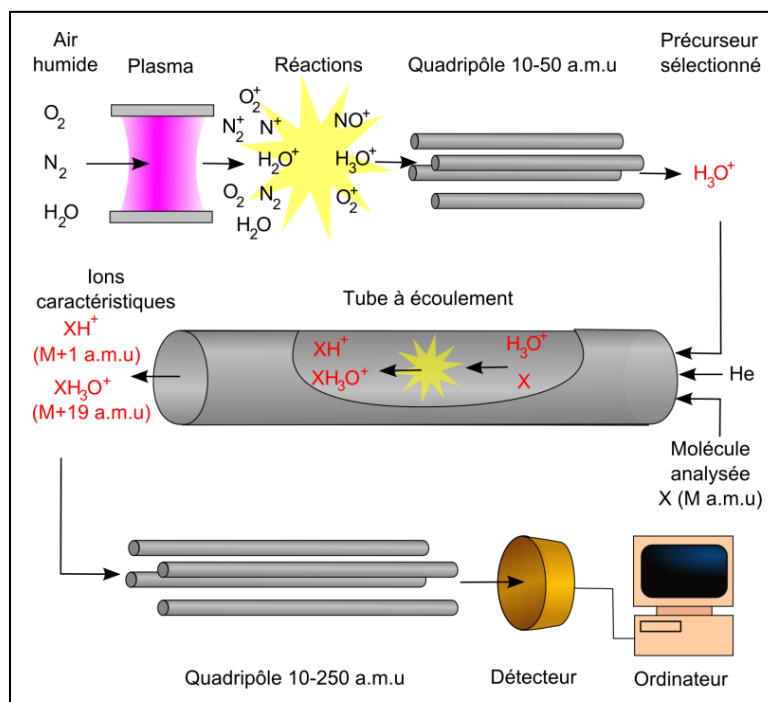 Air
humide
Plasma
Réactions
Quadripôle 10-50 a.m.u
Précurseur
sélectionné
O₂
N₂
H₂O
O₂⁺
N₂⁺ N⁺
NO⁺
H₂O⁺
H₃O⁺
O₂ N₂
O₂⁺
H₂O
H₃O⁺
Ions
caractéristiques
XH⁺
(M+1 a.m.u)
XH₃O⁺
(M+19 a.m.u)
Tube à écoulement
XH⁺
XH₃O⁺
H₃O⁺
X
He
Molécule
analysée
X (M a.m.u)
Quadripôle 10-250 a.m.u
Détecteur
Ordinateur